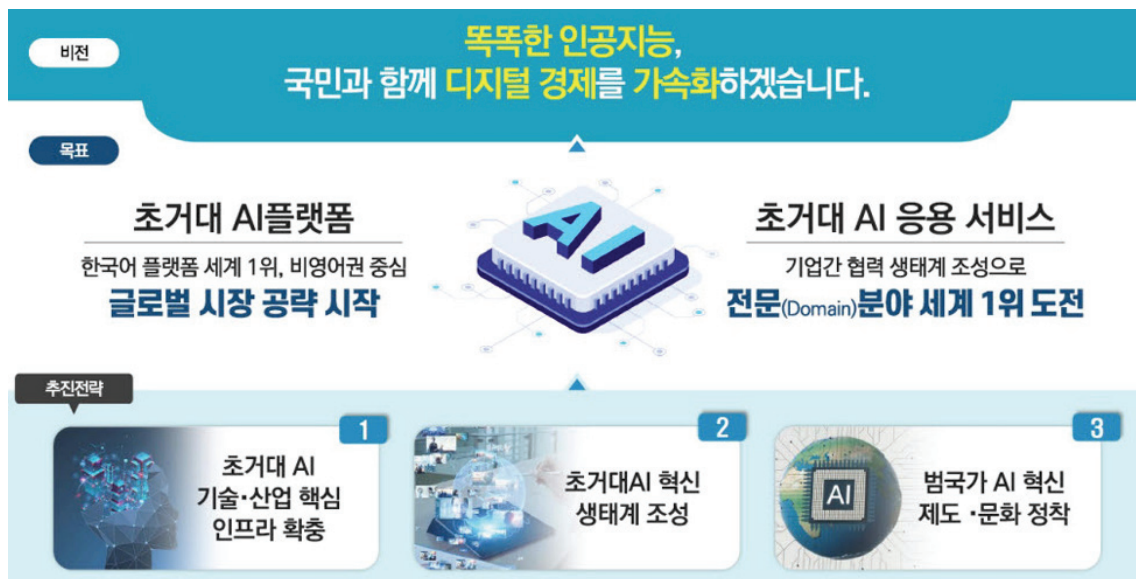 비전
똑똑한 인공지능,
국민과 함께 디지털 경제를 가속화하겠습니다.
목표
초거대 AI플랫폼
한국어 플랫폼 세계 1위, 비영어권 중심
글로벌 시장 공략 시작
AI
초거대 AI 응용 서비스
기업간 협력 생태계 조성으로
전문(Domain)분야 세계 1위 도전
추진전략
1
초거대 AI
기술·산업 핵심
인프라 확충
2
초거대AI 혁신
생태계 조성
3
AI
범국가 AI 혁신
제도 ·문화 정착